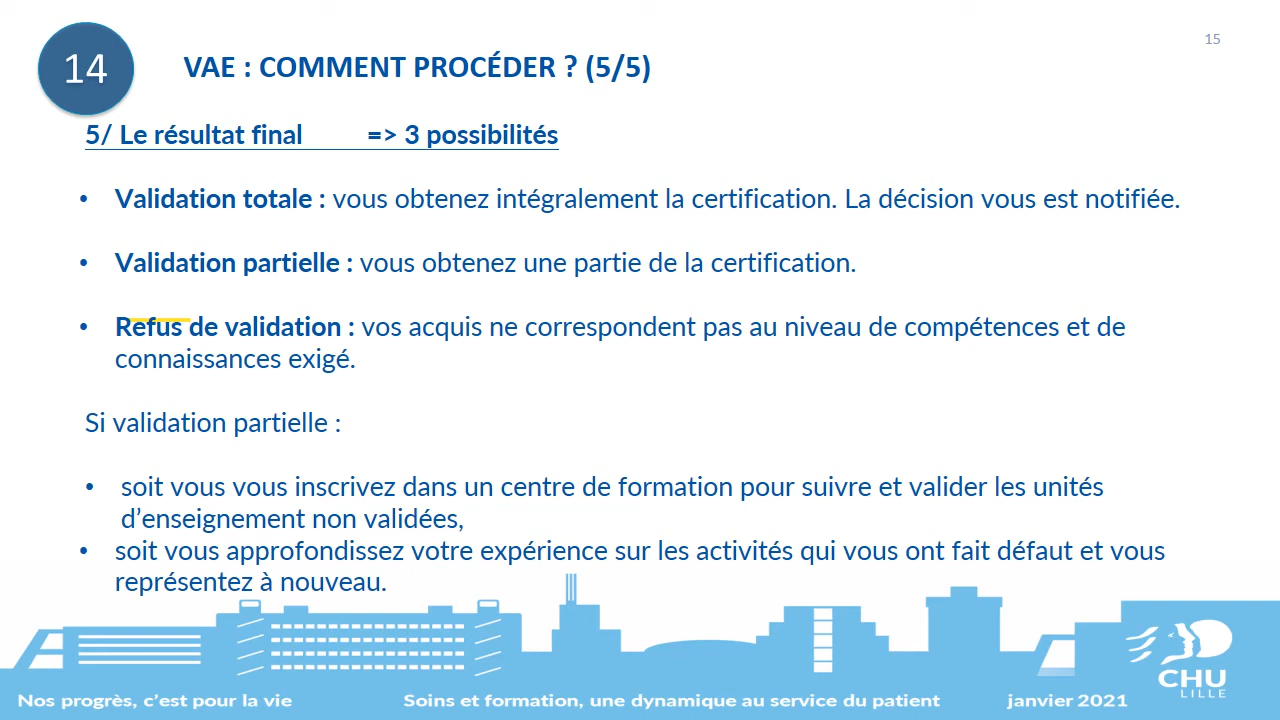 15
14
VAE : COMMENT PROCÉDER ? (5/5)
5/ Le résultat final => 3 possibilités
• Validation totale : vous obtenez intégralement la certification. La décision vous est notifiée.
• Validation partielle : vous obtenez une partie de la certification.
• Refus de validation : vos acquis ne correspondent pas au niveau de compétences et de
connaissances exigé.
Si validation partielle :
• soit vous vous inscrivez dans un centre de formation pour suivre et valider les unités
d’enseignement non validées,
• soit vous approfondissez votre expérience sur les activités qui vous ont fait défaut et vous
représentez à nouveau.
CHU
LILLE
Nos progrès, c’est pour la vie
Soins et formation, une dynamique au service du patient
janvier 2021